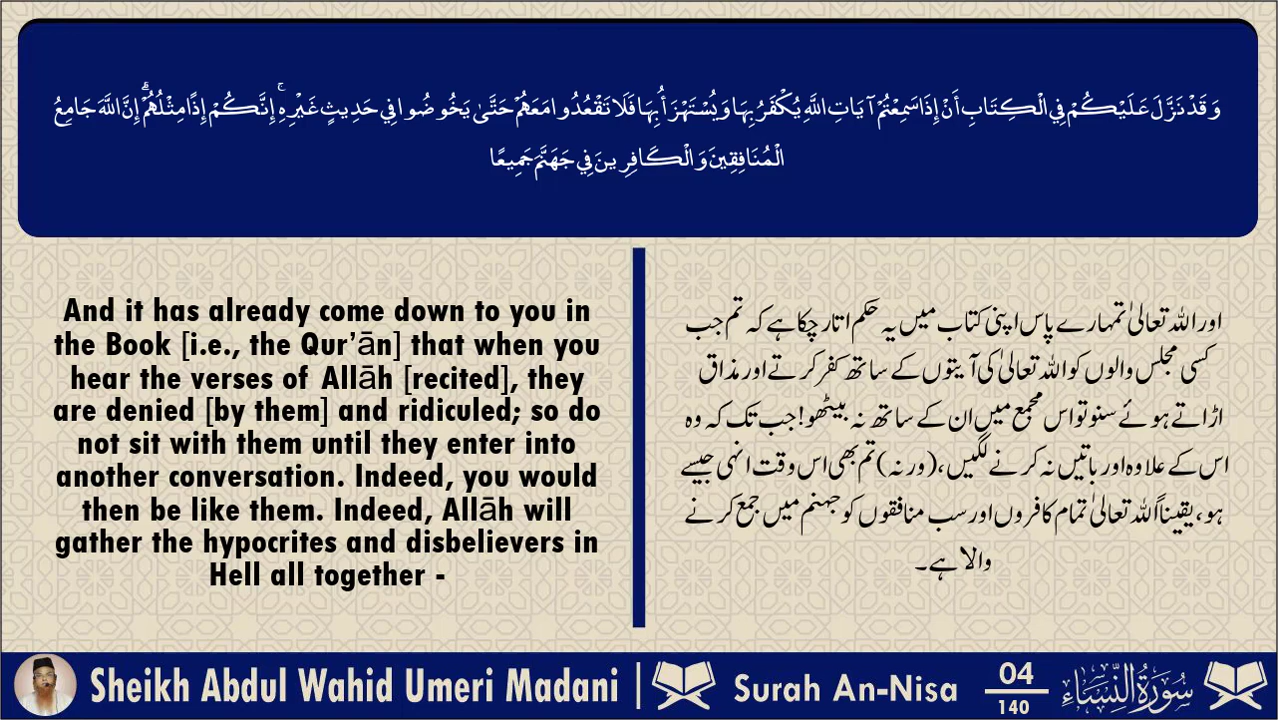 وَقَدْ نَزَّلَ عَلَيْكُمْ فِي الْكِتَابِ أَنْ إِذَا سَمِعْتُمْ آيَاتِ اللَّهِ يُكْفَرُ بِهَا وَيُسْتَهْزَأُ بِهَا فَلَا تَقْعُدُوا مَعَهُمْ حَتَّىٰ يَخُوضُوا فِي حَدِيثٍ غَيْرِهِ ۚ إِنَّكُمْ إِذًا مِثْلُهُمْ ۗ إِنَّ اللَّهَ جَامِعُ
الْمُنَافِقِينَ وَالْكَافِرِينَ فِي جَهَنَّمَ جَمِيعًا
And it has already come down to you in
the Book [i.e., the Qur’ān] that when you
hear the verses of Allāh [recited], they
are denied [by them] and ridiculed; so do
not sit with them until they enter into
another conversation. Indeed, you would
then be like them. Indeed, Allāh will
gather the hypocrites and disbelievers in
Hell all together -
اور اللہ تعالیٰ تمہارے پاس اپنی کتاب میں یہ حکم اتار چکا ہے کہ تم جب
کسی مجلس والوں کو اللہ تعالیٰ کی آیتوں کے ساتھ کفر کرتے اور مذاق
اڑاتے ہوئے سنو تو اس مجمع میں ان کے ساتھ نہ بیٹھو! جب تک کہ وہ
اس کے علاوہ اور باتیں نہ کرنے لگیں، (ورنہ) تم بھی اس وقت انہی جیسے
ہو، یقیناً اللہ تعالیٰ تمام کافروں اور سب منافقوں کو جہنم میں جمع کرنے
والا ہے۔
Sheikh Abdul Wahid Umeri Madani |
Surah An-Nisa
04
140
سُورَةُ النِّسَاء